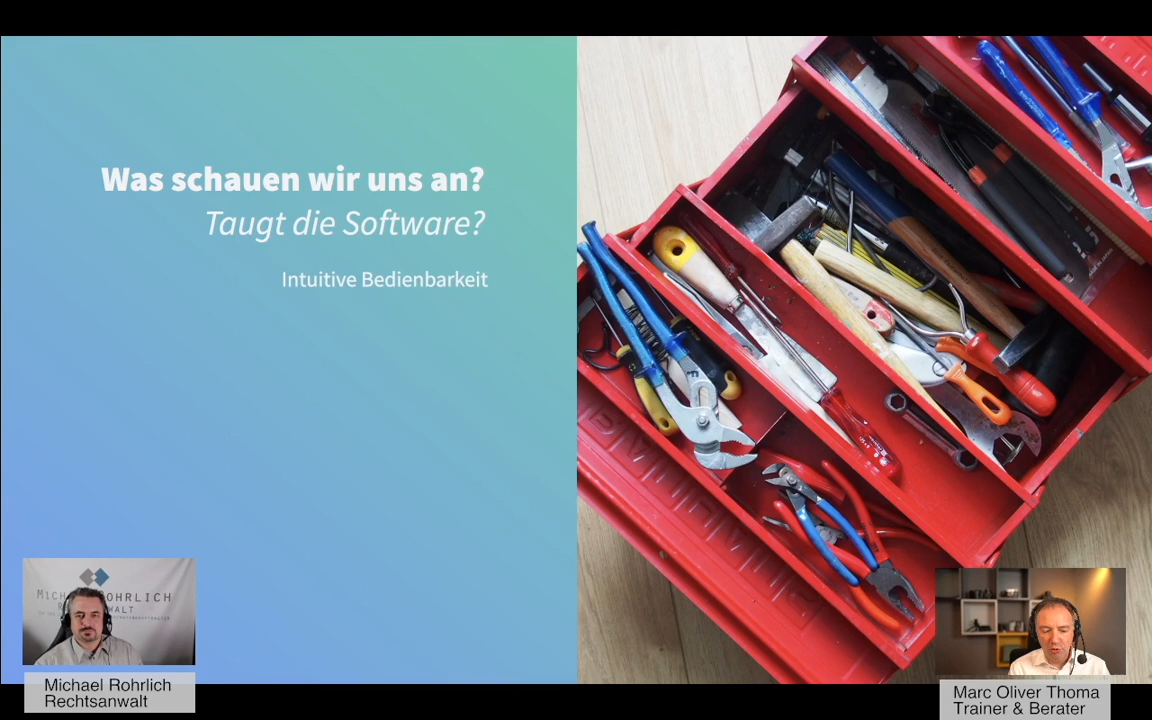 Was schauen wir uns an?
Taugt die Software?
Intuitive Bedienbarkeit
Michael Rohrlich
Rechtsanwalt
Marc Oliver Thoma
Trainer & Berater